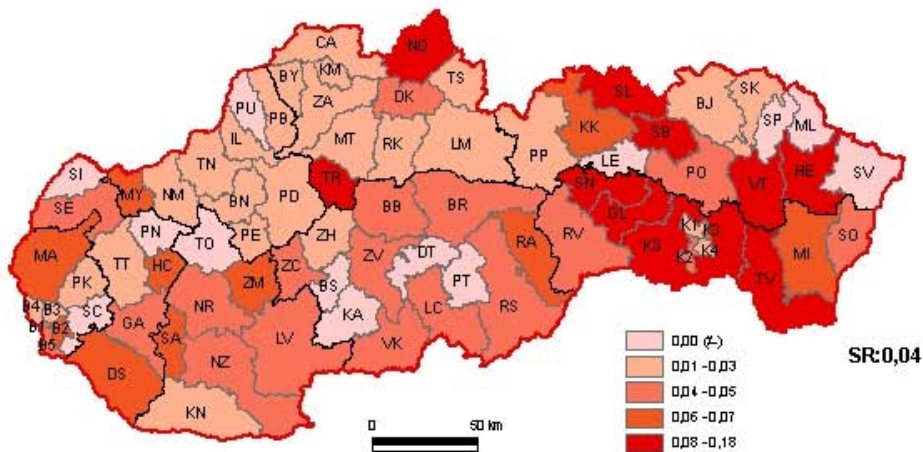 CA
NO
BY
KM
TS
PU
PB
ZA
DK
SL
BJ
SK
IL
MT
RK
LM
PP
KK
SB
SP
ML
TN
LE
PO
HE
SV
SI
MY
NM
BN
PD
TR
SN
VT
SE
BB
BR
GL
MA
PN
TO
PE
ZH
RA
RV
KS
K1
K3
K2
K4
MI
SO
TT
HC
ZM
ZC
ZV
DT
PT
TV
PK
BS
B4
B3
SC
NR
KA
LC
RS
B1
B2
B5
GA
SA
LV
VK
DS
NZ
KN
0,00 (Z-)
0,01 -0,03
0,04 -0,05
0,06 -0,07
0,08 -0,18
SR:0,04
0 50 km